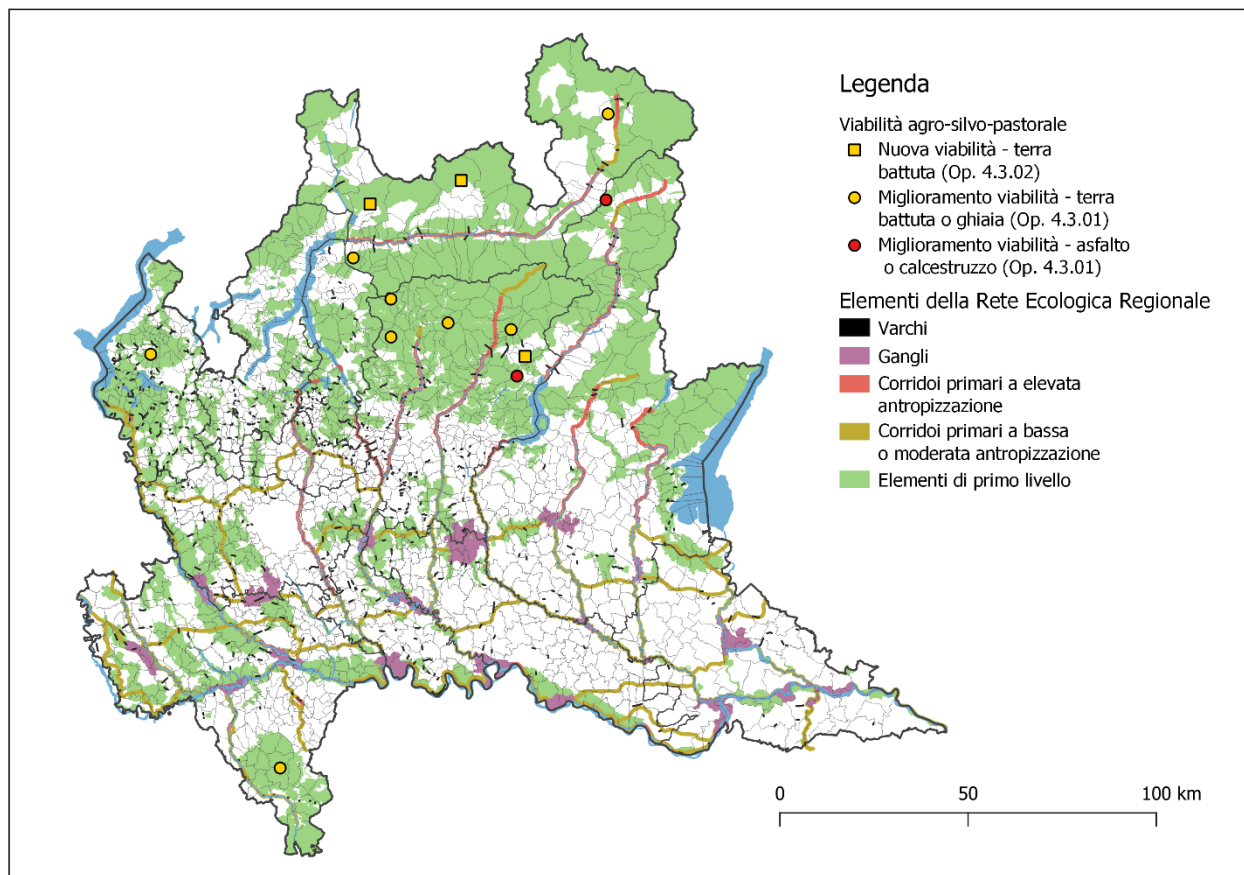 Legenda
Viabilità agro-silvo-pastorale
Nuova viabilità - terra
battuta (Op. 4.3.02)
Miglioramento viabilità - terra
battuta o ghiaia (Op. 4.3.01)
Miglioramento viabilità - asfalto
o calcestruzzo (Op. 4.3.01)
Elementi della Rete Ecologica Regionale
Varchi
Gangli
Corridoi primari a elevata
antropizzazione
Corridoi primari a bassa
o moderata antropizzazione
Elementi di primo livello
0 50 100 km